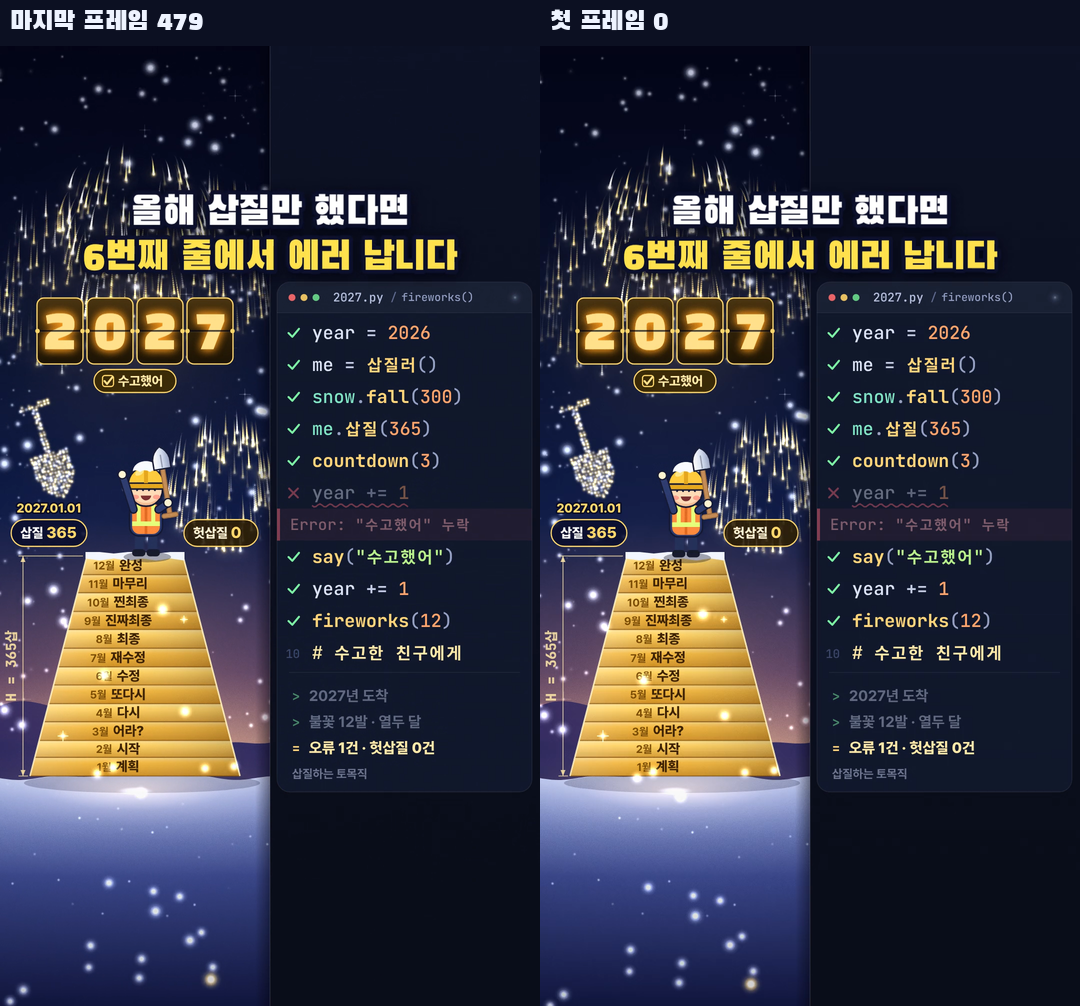 마지막 프레임 479
올해 삽질만 했다면
6번째 줄에서 에러 납니다
2027
수고했어
2027.01.01
삽질 365
헛삽질 0
12월 완성
11월 마무리
10월 찐최종
9월 진짜최종
8월 최종
7월 재수정
6월 수정
5월 또다시
4월 다시
3월 어라?
2월 시작
1월 계획
H = 365삽
2027.py / fireworks()
year = 2026
me = 삽질러()
snow.fall(300)
me.삽질(365)
countdown(3)
year += 1
Error: "수고했어" 누락
say("수고했어")
year += 1
fireworks(12)
10 # 수고한 친구에게
> 2027년 도착
> 불꽃 12발 · 열두 달
= 오류 1건 · 헛삽질 0건
삽질하는 토목직
첫 프레임 0
올해 삽질만 했다면
6번째 줄에서 에러 납니다
2027
수고했어
2027.01.01
삽질 365
헛삽질 0
12월 완성
11월 마무리
10월 찐최종
9월 진짜최종
8월 최종
7월 재수정
6월 수정
5월 또다시
4월 다시
3월 어라?
2월 시작
1월 계획
H = 365삽
2027.py / fireworks()
year = 2026
me = 삽질러()
snow.fall(300)
me.삽질(365)
countdown(3)
year += 1
Error: "수고했어" 누락
say("수고했어")
year += 1
fireworks(12)
10 # 수고한 친구에게
> 2027년 도착
> 불꽃 12발 · 열두 달
= 오류 1건 · 헛삽질 0건
삽질하는 토목직